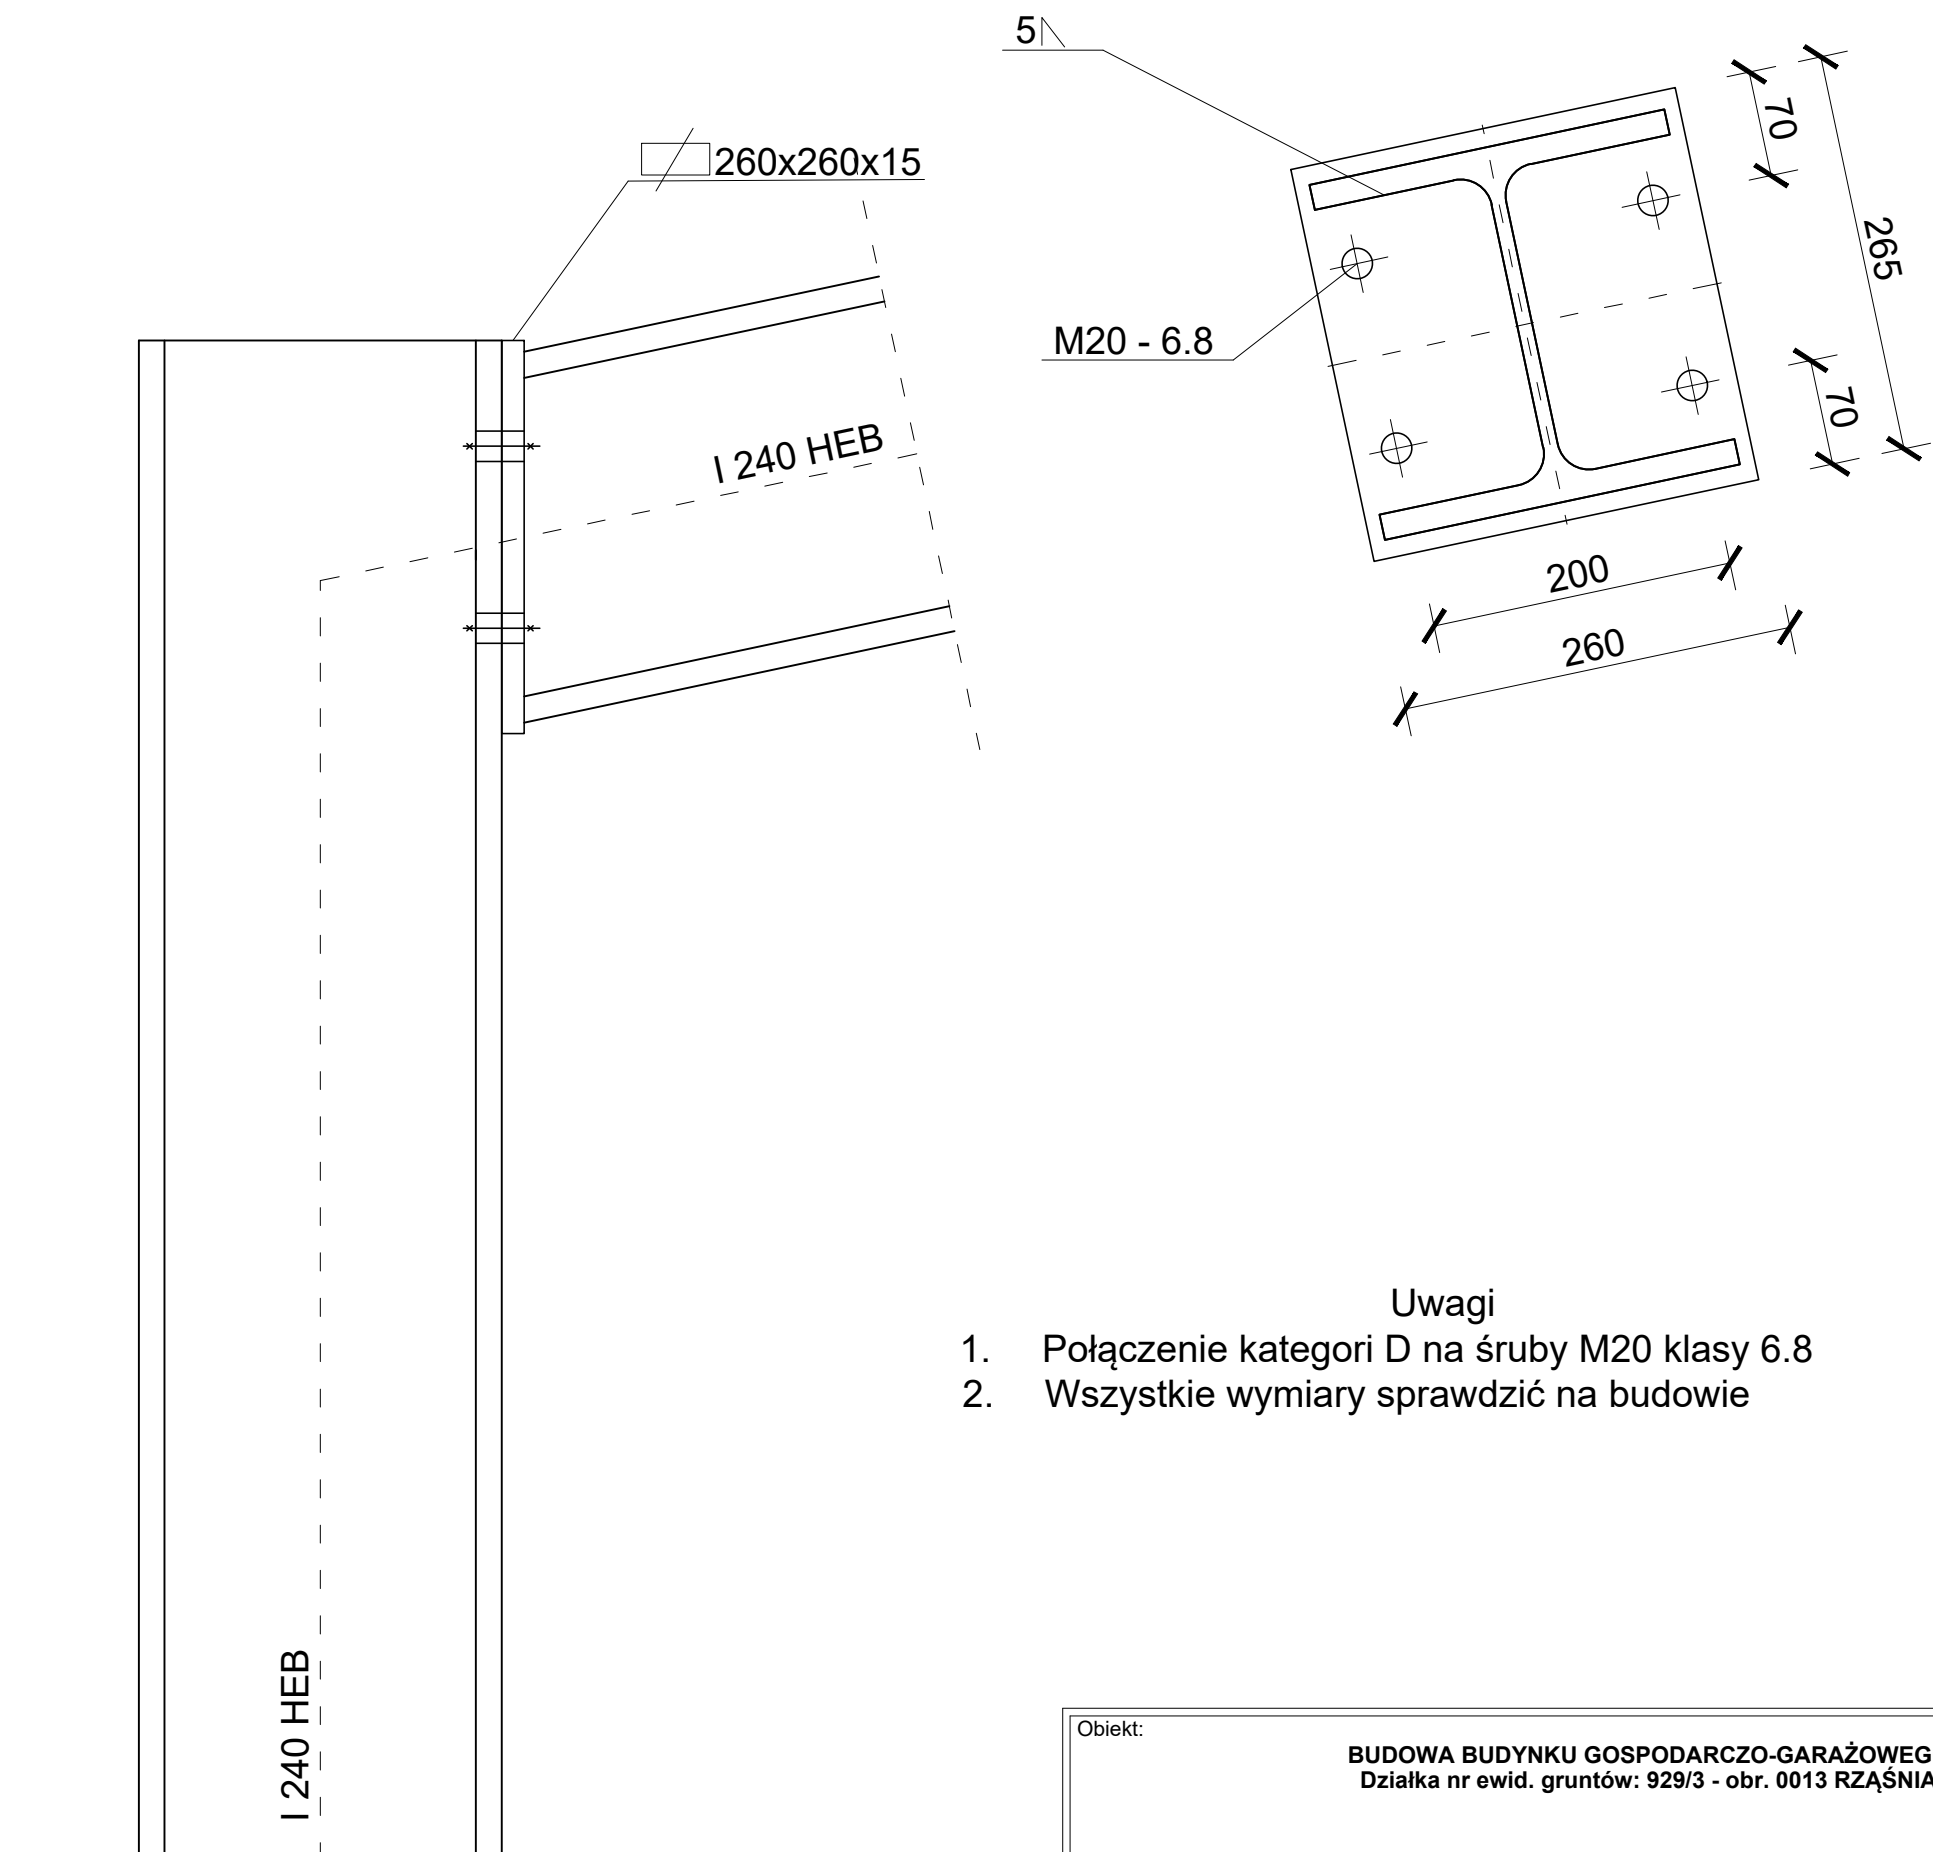 5
260x260x15
70
265
M20 - 6.8
I 240 HEB
70
200
260
Uwagi
1. Połączenie kategori D na śruby M20 klasy 6.8
2. Wszystkie wymiary sprawdzić na budowie
I 240 HEB
Obiekt:
BUDOWA BUDYNKU GOSPODARCZO-GARAŻOWEG
Działka nr ewid. gruntów: 929/3 - obr. 0013 RZĄŚNIA